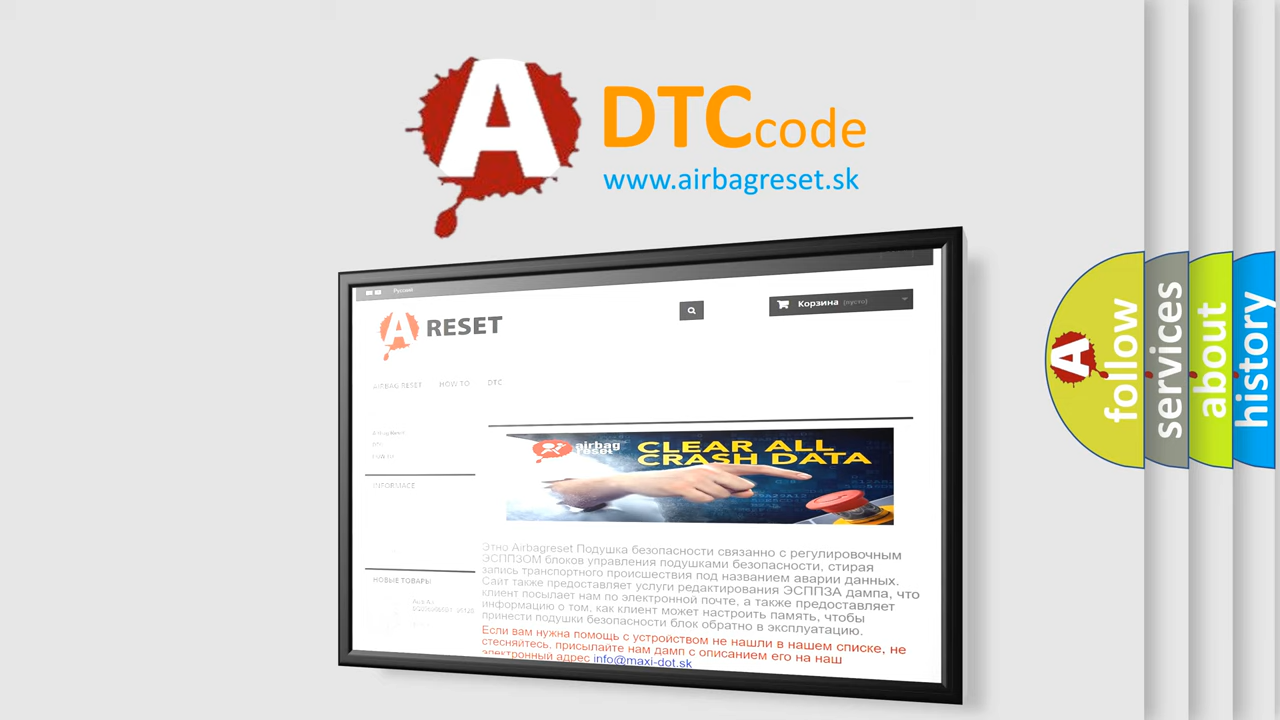 A DTCcode
www.airbagreset.sk
Русский
A RESET
Корзина (пусто)
AIRBAG RESET HOW TO DTC
INFORMACE
НОВЫЕ ТОВАРЫ
airbag
reset
CLEAR ALL
CRASH DATA
Этно Airbagreset Подушка безопасности связанно с регулировочным
ЭСППЗОМ блоков управления подушками безопасности, стирая
запись транспортного происшествия под названием аварии данных.
Сайт также предоставляет услуги редактирования ЭСППЗА дампа, что
клиент посылает нам по электронной почте, а также предоставляет
информацию о том, как клиент может настроить память, чтобы
принести подушки безопасности блок обратно в эксплуатацию.
Если вам нужна помощь с устройством не нашли в нашем списке, не
стесняйтесь, присылайте нам дамп с описанием его на наш
электронный адрес info@maxi-dot.sk
A
follow
services
about
history